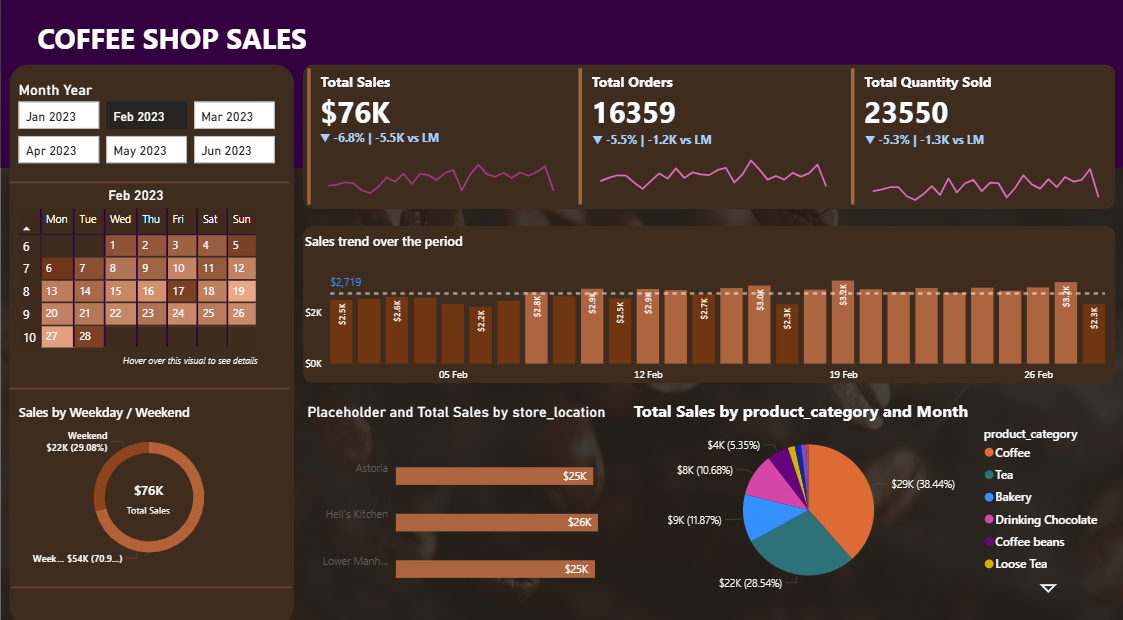 COFFEE SHOP SALES
Month Year
Jan 2023
Feb 2023
Mar 2023
Apr 2023
May 2023
Jun 2023
Feb 2023
Mon Tue Wed Thu Fri Sat Sun
6 1 2 3 4 5
7 6 7 8 9 10 11 12
8 13 14 15 16 17 18 19
9 20 21 22 23 24 25 26
10 27 28
Hover over this visual to see details
Sales by Weekday / Weekend
Weekend
$22K (29.08%)
$76K
Total Sales
Week... $54K (70.9...)
Total Sales
$76K
▼ -6.8% | -5.5K vs LM
Total Orders
16359
▼ -5.5% | -1.2K vs LM
Total Quantity Sold
23550
▼ -5.3% | -1.3K vs LM
Sales trend over the period
$2,719
$2K
$0K
$2.5K $2.6K $2.2K $2.8K $2.9K $2.5K $2.9K $2.7K $3.0K $2.3K $3.2K $3.2K $2.3K
05 Feb 12 Feb 19 Feb 26 Feb
Placeholder and Total Sales by store_location
Astoria $25K
Hell's Kitchen $26K
Lower Manh... $25K
Total Sales by product_category and Month
$4K (5.35%)
$8K (10.68%)
$9K (11.87%)
$22K (28.54%)
$29K (38.44%)
product_category
Coffee
Tea
Bakery
Drinking Chocolate
Coffee beans
Loose Tea